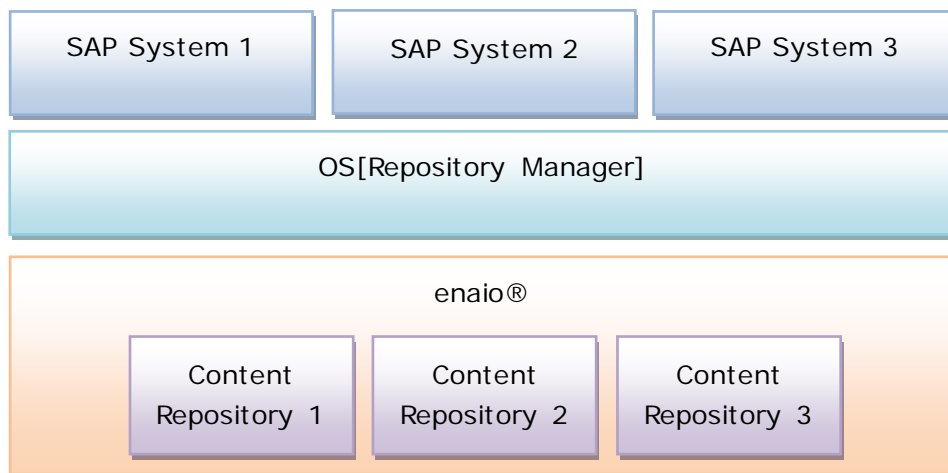 SAP System 1
SAP System 2
SAP System 3
OS[Repository Manager]
enaio®
Content
Repository 1
Content
Repository 2
Content
Repository 3